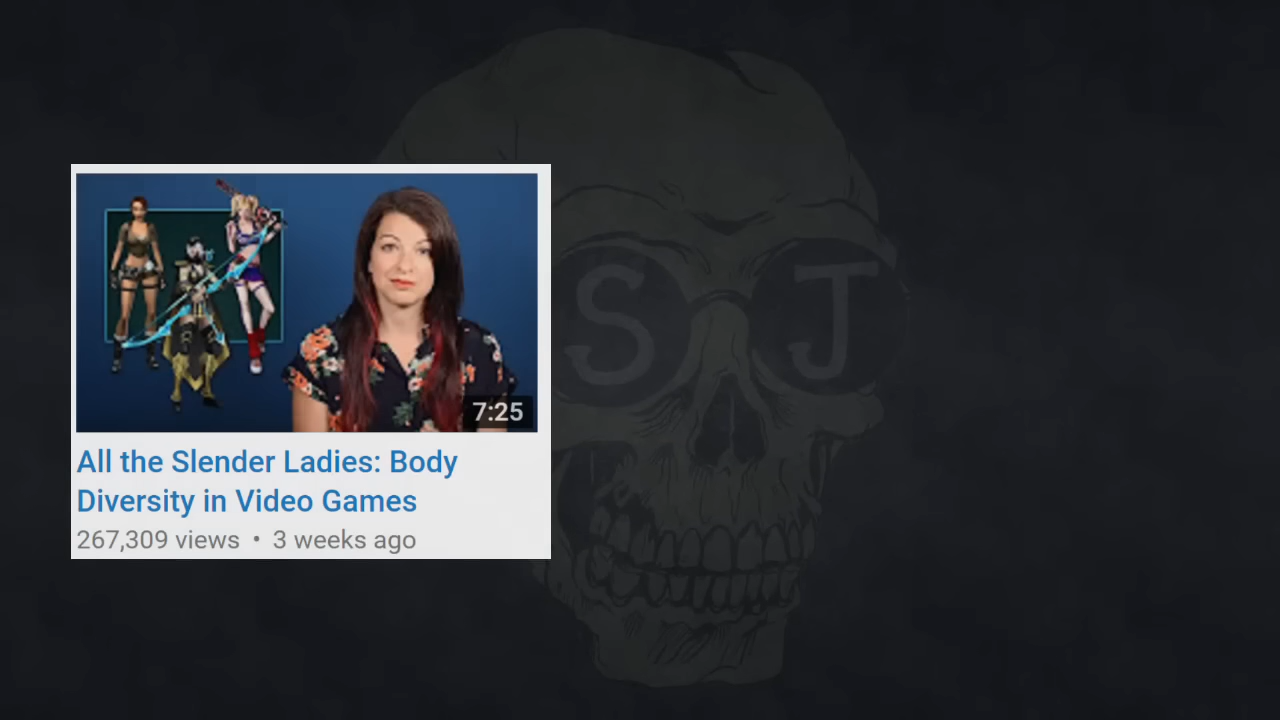 7:25
All the Slender Ladies: Body
Diversity in Video Games
267,309 views • 3 weeks ago
S J